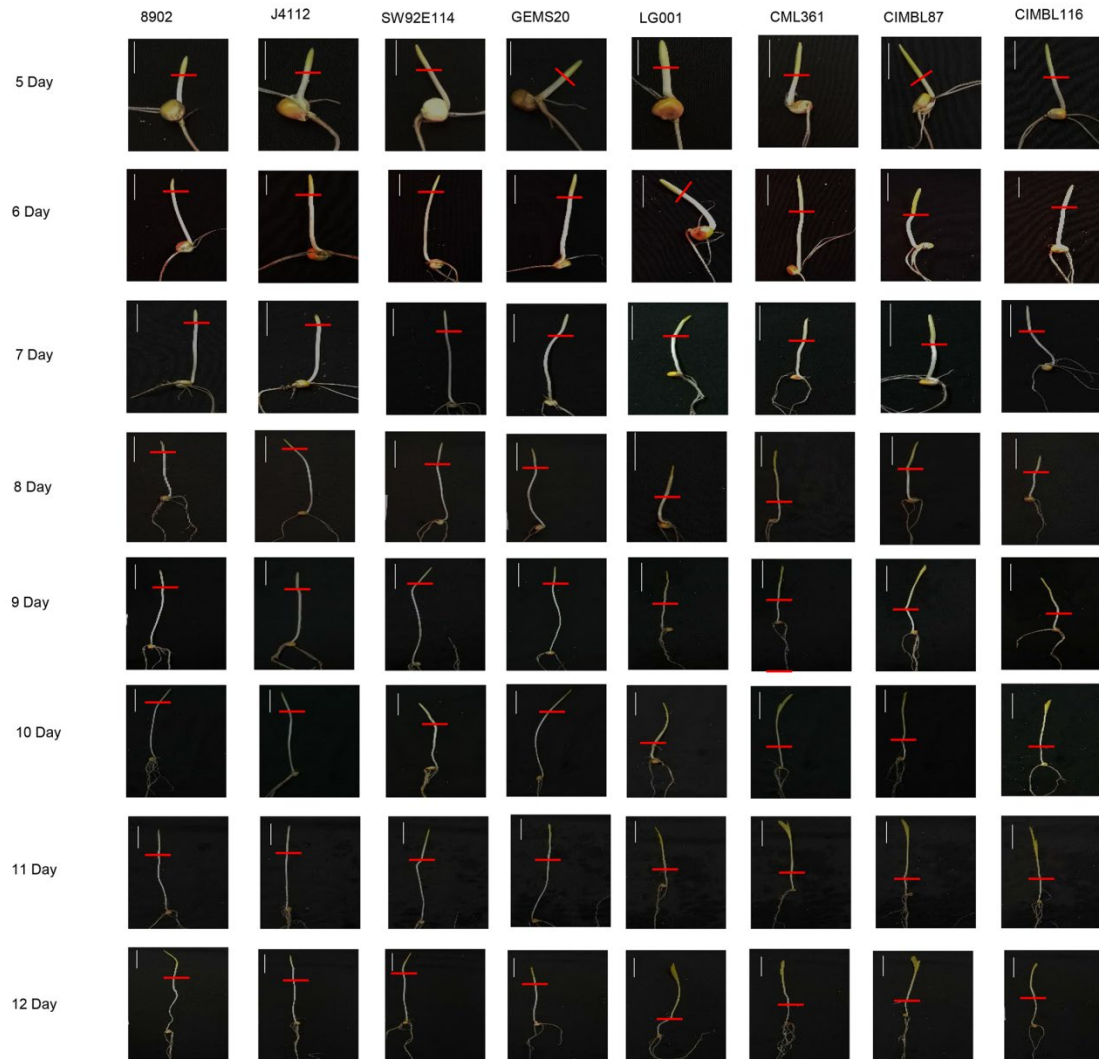 8902 J4112 SW92E114 GEMS20 LG001 CML361 CIMBL87 CIMBL116
5 Day
6 Day
7 Day
8 Day
9 Day
10 Day
11 Day
12 Day